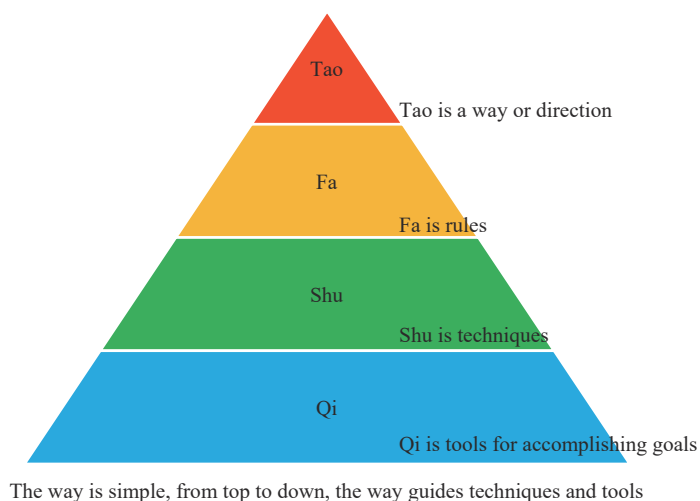 Tao
Tao is a way or direction
Fa
Fa is rules
Shu
Shu is techniques
Qi
Qi is tools for accomplishing goals
The way is simple, from top to down, the way guides techniques and tools